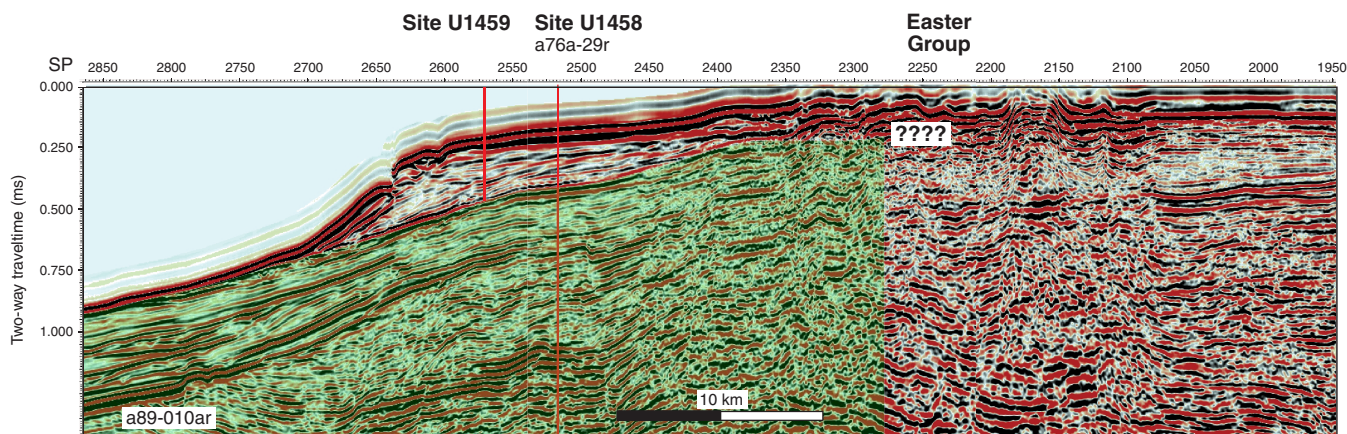 Site U1459
Site U1458
a76a-29r
Easter
Group
SP
2850 2800 2750 2700 2650 2600 2550 2500 2450 2400 2350 2300 2250 2200 2150 2100 2050 2000 1950
0.000
0.250
0.500
0.750
1.000
Two-way traveltime (ms)
????
10 km
a89-010ar